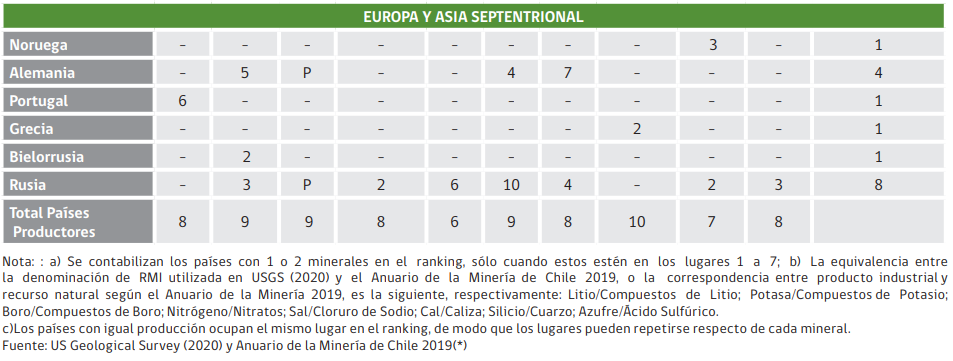 EUROPA Y ASIA SEPTENTRIONAL
Noruega – – – – – – – – 3 – 1
Alemania – 5 P – – 4 7 – – – 4
Portugal 6 – – – – – – – – – 1
Grecia – – – – – – – 2 – – 1
Bielorrusia – 2 – – – – – – – – 1
Rusia – 3 P 2 6 10 4 – 2 3 8
Total Países
Productores 8 9 9 8 6 9 8 10 7 8
Nota: : a) Se contabilizan los países con 1 o 2 minerales en el ranking, sólo cuando estos estén en los lugares 1 a 7; b) La equivalencia entre
la denominación de RMI utilizada en USGS (2020) y el Anuario de la Minería de Chile 2019, o la correspondencia entre producto industrial y
recurso natural según el Anuario de la Minería 2019, es la siguiente, respectivamente: Litio/Compuestos de Litio; Potasa/Compuestos de Potasio;
Boro/Compuestos de Boro; Nitrógeno/Nitratos; Sal/Cloruro de Sodio; Cal/Caliza; Silicio/Cuarzo; Azufre/Ácido Sulfúrico.
c)Los países con igual producción ocupan el mismo lugar en el ranking, de modo que los lugares pueden repetirse respecto de cada mineral.
Fuente: US Geological Survey (2020) y Anuario de la Minería de Chile 2019(*)